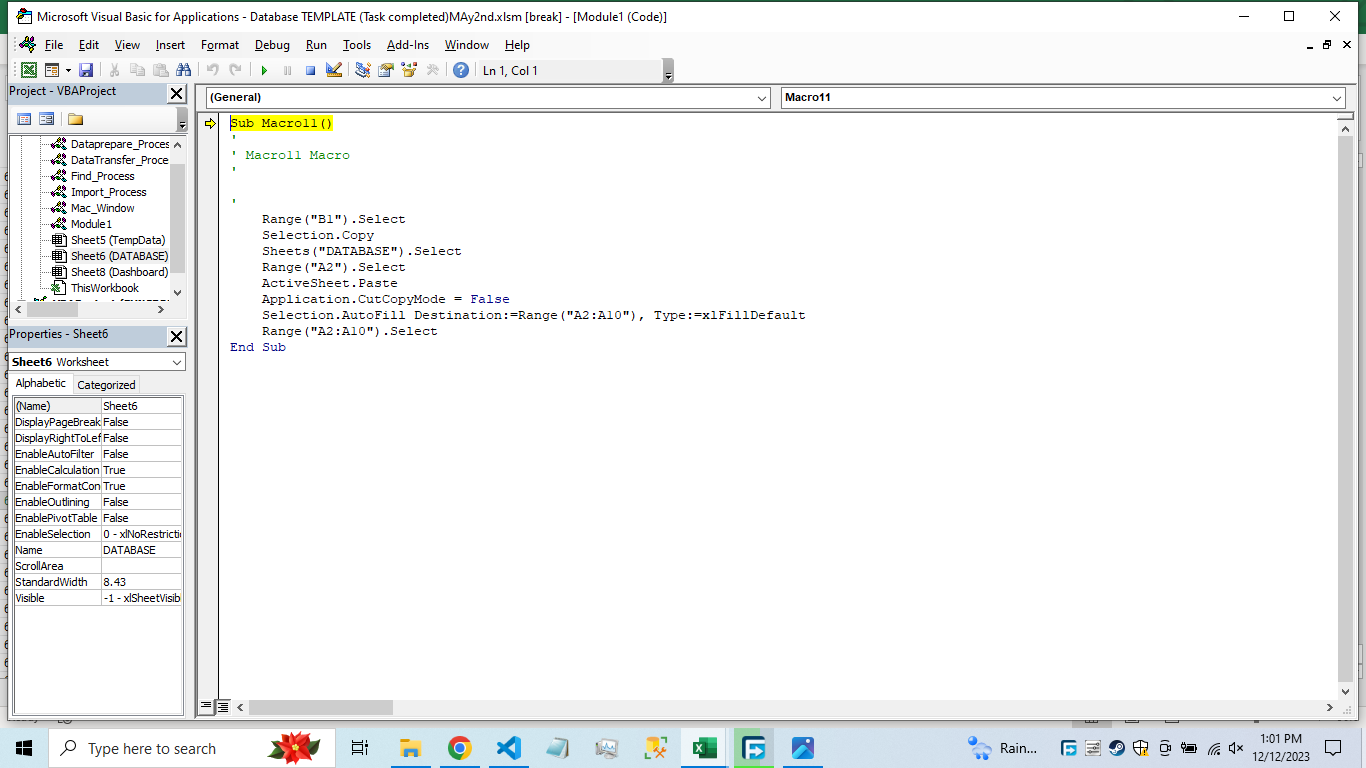 Microsoft Visual Basic for Applications - Database TEMPLATE (Task completed)MAy2nd.xlsm [break] - [Module1 (Code)]
File Edit View Insert Format Debug Run Tools Add-Ins Window Help
Ln 1, Col 1
Project - VBAProject
Dataprepare_Proces
DataTransfer_Proce
Find_Process
Import_Process
Mac_Window
Module1
Sheet5 (TempData)
Sheet6 (DATABASE)
Sheet8 (Dashboard)
ThisWorkbook
Properties - Sheet6
Sheet6 Worksheet
Alphabetic Categorized
(Name) Sheet6
DisplayPageBreak False
DisplayRightToLef False
EnableAutoFilter False
EnableCalculation True
EnableFormatCon True
EnableOutlining False
EnablePivotTable False
EnableSelection 0 - xlNoRestrictio
Name DATABASE
ScrollArea
StandardWidth 8.43
Visible -1 - xlSheetVisib
(General) Macro11
Sub Macro11()
'
' Macro11 Macro
'
'
Range("B1").Select
Selection.Copy
Sheets("DATABASE").Select
Range("A2").Select
ActiveSheet.Paste
Application.CutCopyMode = False
Selection.AutoFill Destination:=Range("A2:A10"), Type:=xlFillDefault
Range("A2:A10").Select
End Sub
Type here to search
Rain...
1:01 PM
12/12/2023